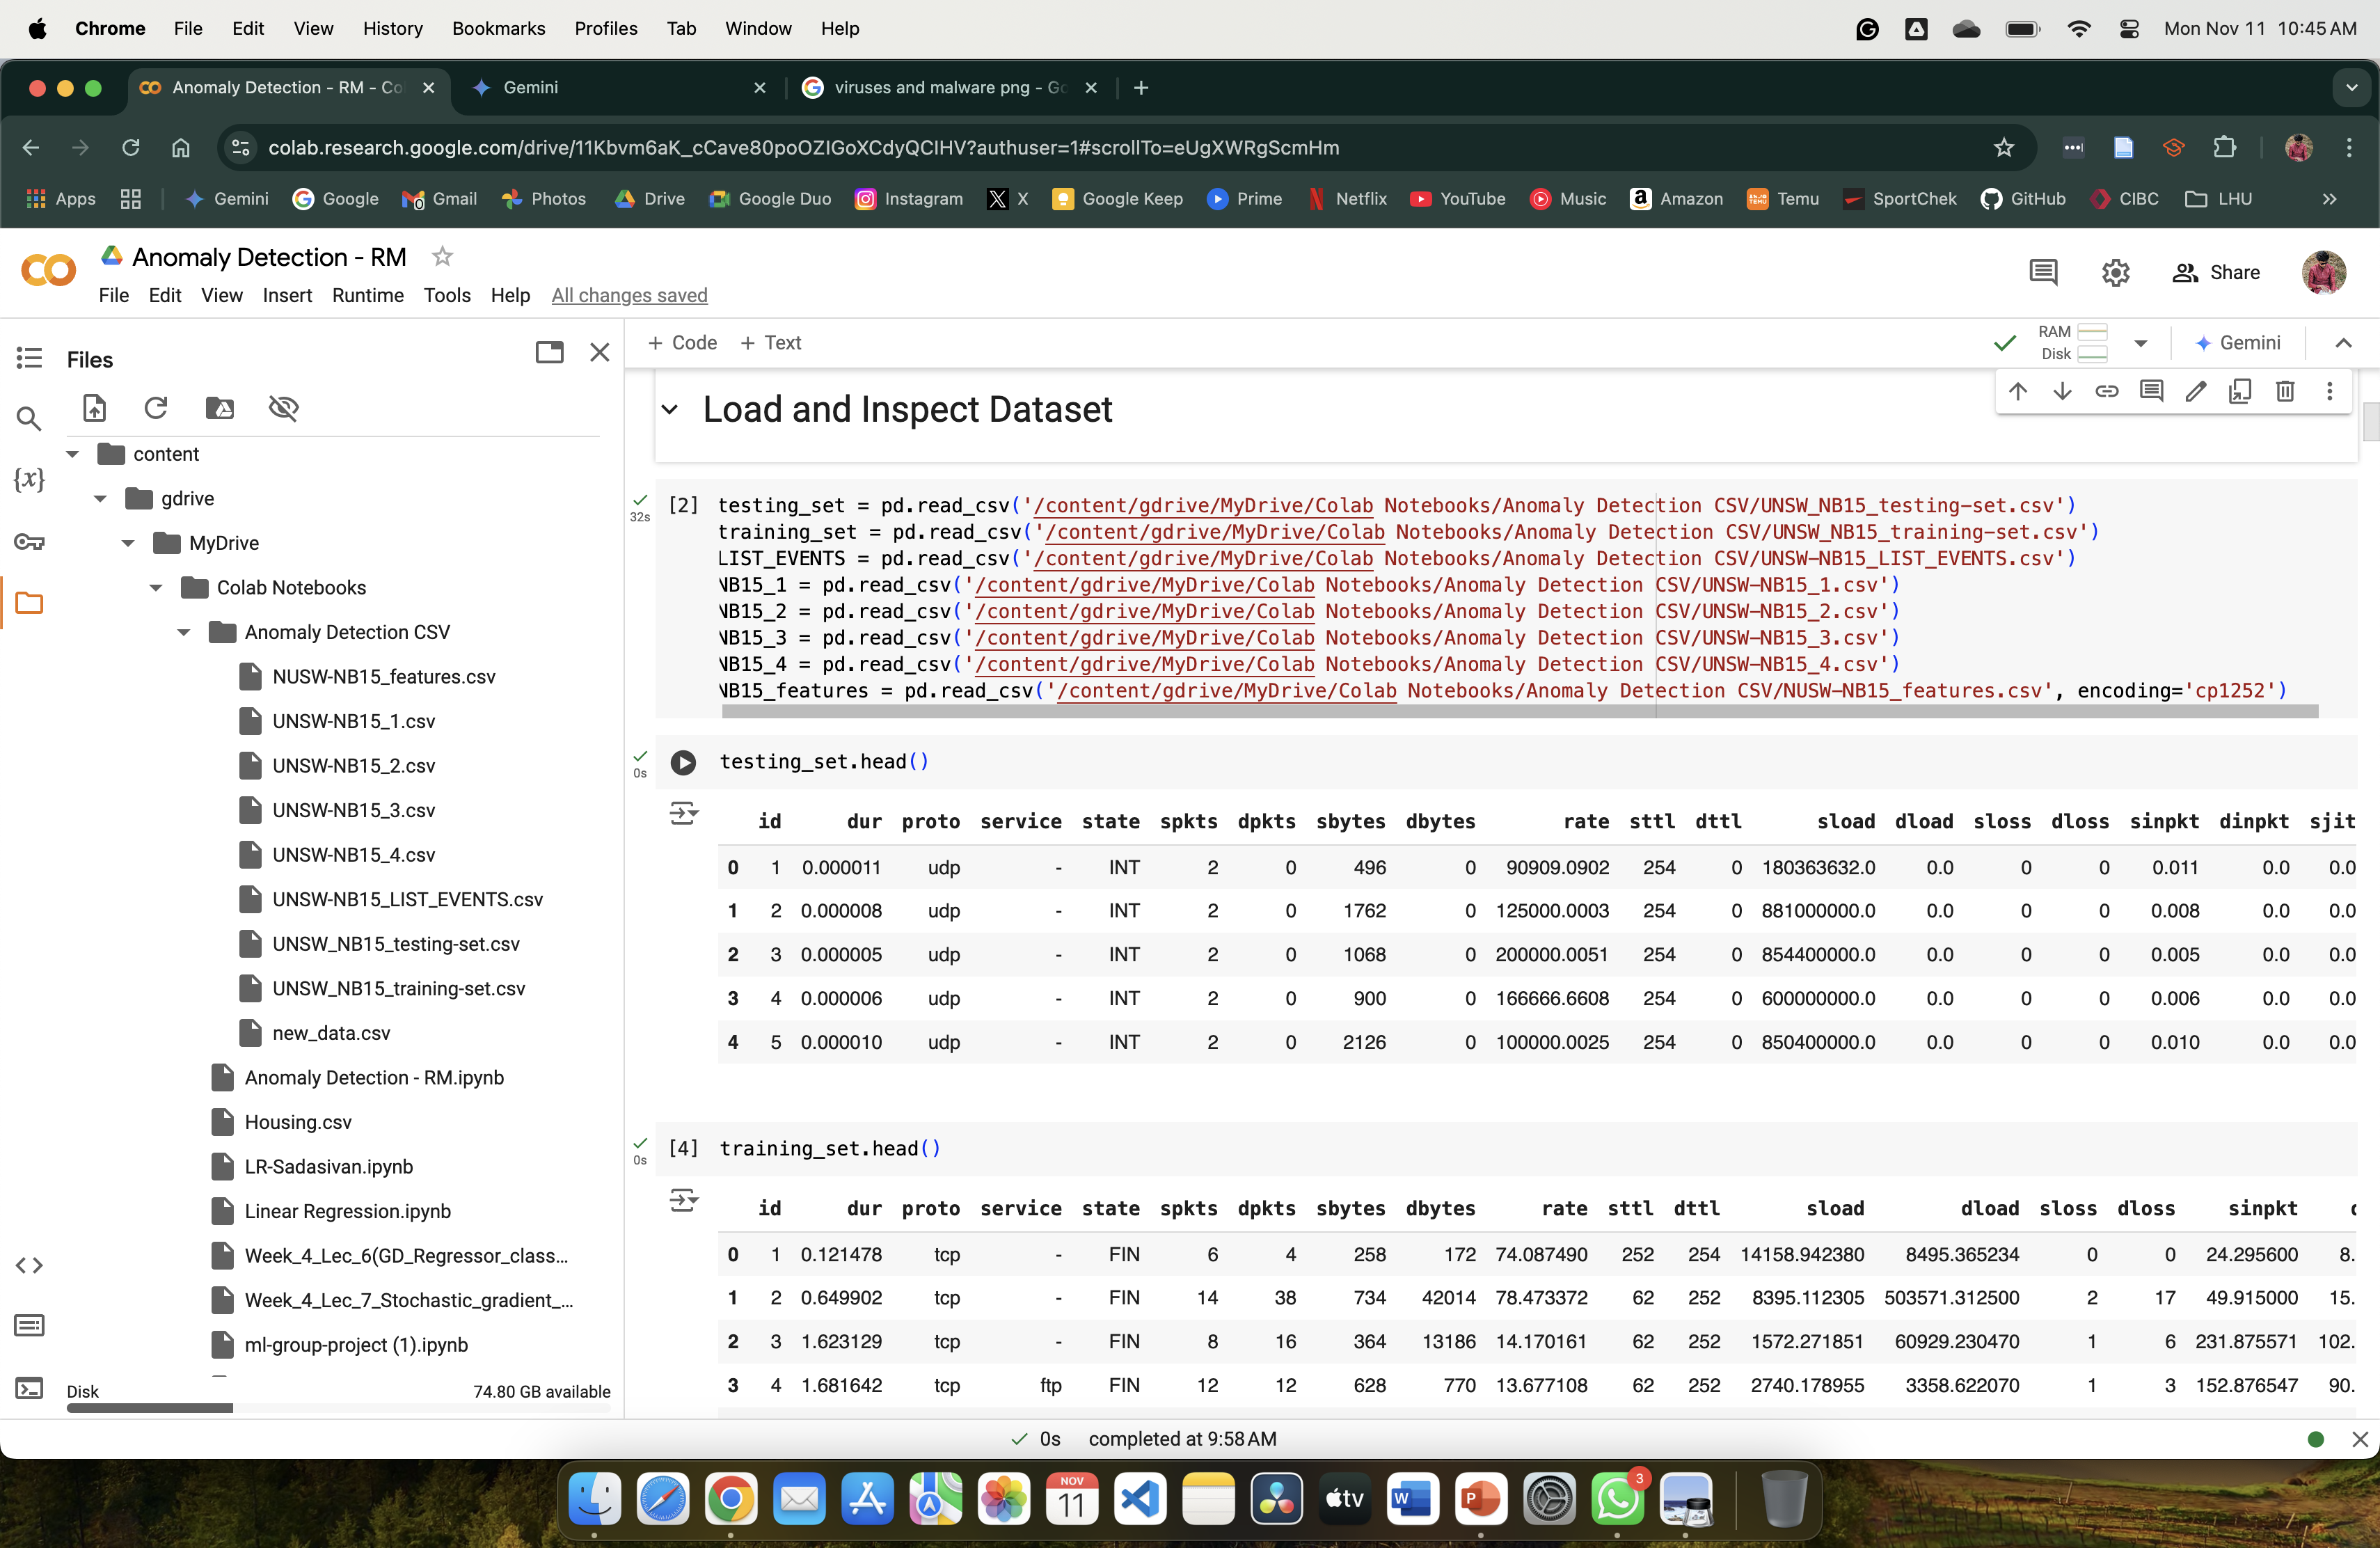 Chrome File Edit View History Bookmarks Profiles Tab Window Help Mon Nov 11 10:45 AM
Anomaly Detection - RM - Co Gemini viruses and malware png - Go
colab.research.google.com/drive/11Kbvm6aK_cCave80poOZIGoXCdyQCIHV?authuser=1#scrollTo=eUgXWRgScmHm
Apps Gemini Google Gmail Photos Drive Google Duo Instagram X Google Keep Prime Netflix YouTube Music Amazon Temu SportChek GitHub CIBC LHU
Anomaly Detection - RM
File Edit View Insert Runtime Tools Help All changes saved
Share
Files
content
gdrive
MyDrive
Colab Notebooks
Anomaly Detection CSV
NUSW-NB15_features.csv
UNSW-NB15_1.csv
UNSW-NB15_2.csv
UNSW-NB15_3.csv
UNSW-NB15_4.csv
UNSW-NB15_LIST_EVENTS.csv
UNSW_NB15_testing-set.csv
UNSW_NB15_training-set.csv
new_data.csv
Anomaly Detection - RM.ipynb
Housing.csv
LR-Sadasivan.ipynb
Linear Regression.ipynb
Week_4_Lec_6(GD_Regressor_class...
Week_4_Lec_7_Stochastic_gradient_...
ml-group-project (1).ipynb
Disk 74.80 GB available
+ Code + Text
RAM
Disk
Gemini
Load and Inspect Dataset
32s
[2] testing_set = pd.read_csv('/content/gdrive/MyDrive/Colab Notebooks/Anomaly Detection CSV/UNSW_NB15_testing-set.csv')
training_set = pd.read_csv('/content/gdrive/MyDrive/Colab Notebooks/Anomaly Detection CSV/UNSW_NB15_training-set.csv')
LIST_EVENTS = pd.read_csv('/content/gdrive/MyDrive/Colab Notebooks/Anomaly Detection CSV/UNSW-NB15_LIST_EVENTS.csv')
NB15_1 = pd.read_csv('/content/gdrive/MyDrive/Colab Notebooks/Anomaly Detection CSV/UNSW-NB15_1.csv')
NB15_2 = pd.read_csv('/content/gdrive/MyDrive/Colab Notebooks/Anomaly Detection CSV/UNSW-NB15_2.csv')
NB15_3 = pd.read_csv('/content/gdrive/MyDrive/Colab Notebooks/Anomaly Detection CSV/UNSW-NB15_3.csv')
NB15_4 = pd.read_csv('/content/gdrive/MyDrive/Colab Notebooks/Anomaly Detection CSV/UNSW-NB15_4.csv')
NB15_features = pd.read_csv('/content/gdrive/MyDrive/Colab Notebooks/Anomaly Detection CSV/NUSW-NB15_features.csv', encoding='cp1252')
0s
testing_set.head()
id dur proto service state spkts dpkts sbytes dbytes rate sttl dttl sload dload sloss dloss sinpkt dinpkt sjit
0 1 0.000011 udp - INT 2 0 496 0 90909.0902 254 0 180363632.0 0.0 0 0 0.011 0.0 0.0
1 2 0.000008 udp - INT 2 0 1762 0 125000.0003 254 0 881000000.0 0.0 0 0 0.008 0.0 0.0
2 3 0.000005 udp - INT 2 0 1068 0 200000.0051 254 0 854400000.0 0.0 0 0 0.005 0.0 0.0
3 4 0.000006 udp - INT 2 0 900 0 166666.6608 254 0 600000000.0 0.0 0 0 0.006 0.0 0.0
4 5 0.000010 udp - INT 2 0 2126 0 100000.0025 254 0 850400000.0 0.0 0 0 0.010 0.0 0.0
0s
[4] training_set.head()
id dur proto service state spkts dpkts sbytes dbytes rate sttl dttl sload dload sloss dloss sinpkt
0 1 0.121478 tcp - FIN 6 4 258 172 74.087490 252 254 14158.942380 8495.365234 0 0 24.295600 8.
1 2 0.649902 tcp - FIN 14 38 734 42014 78.473372 62 252 8395.112305 503571.312500 2 17 49.915000 15.
2 3 1.623129 tcp - FIN 8 16 364 13186 14.170161 62 252 1572.271851 60929.230470 1 6 231.875571 102.
3 4 1.681642 tcp ftp FIN 12 12 628 770 13.677108 62 252 2740.178955 3358.622070 1 3 152.876547 90.
0s completed at 9:58 AM
NOV
11
tv
W
P
3